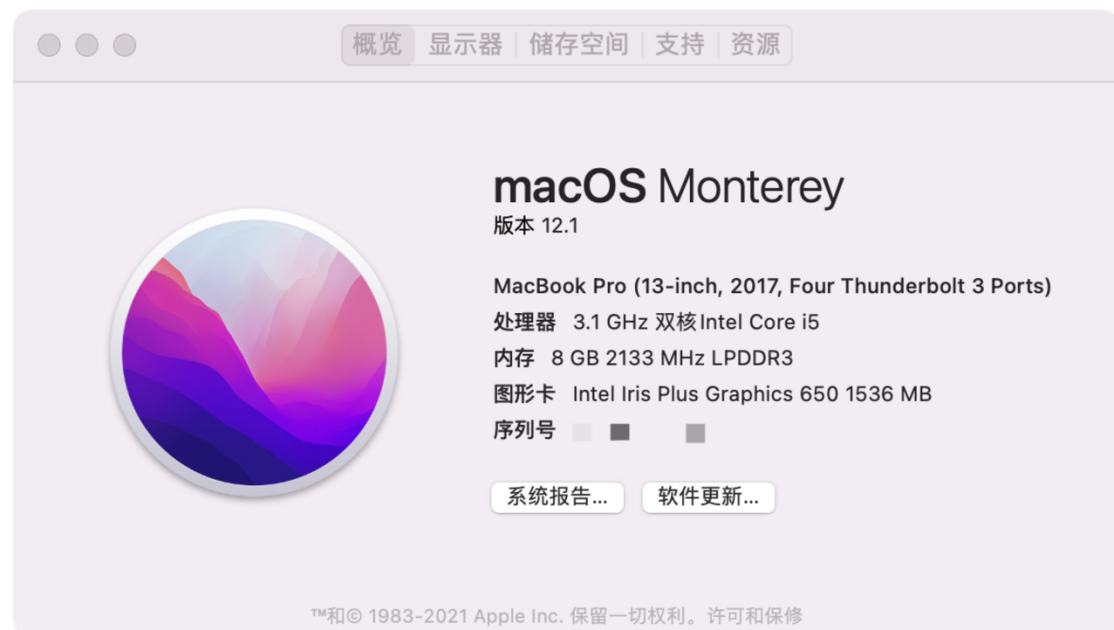 概览 显示器 储存空间 支持 资源
macOS Monterey
版本 12.1
MacBook Pro (13-inch, 2017, Four Thunderbolt 3 Ports)
处理器 3.1 GHz 双核Intel Core i5
内存 8 GB 2133 MHz LPDDR3
图形卡 Intel Iris Plus Graphics 650 1536 MB
序列号
系统报告... 软件更新...
™和© 1983-2021 Apple Inc. 保留一切权利。许可和保修